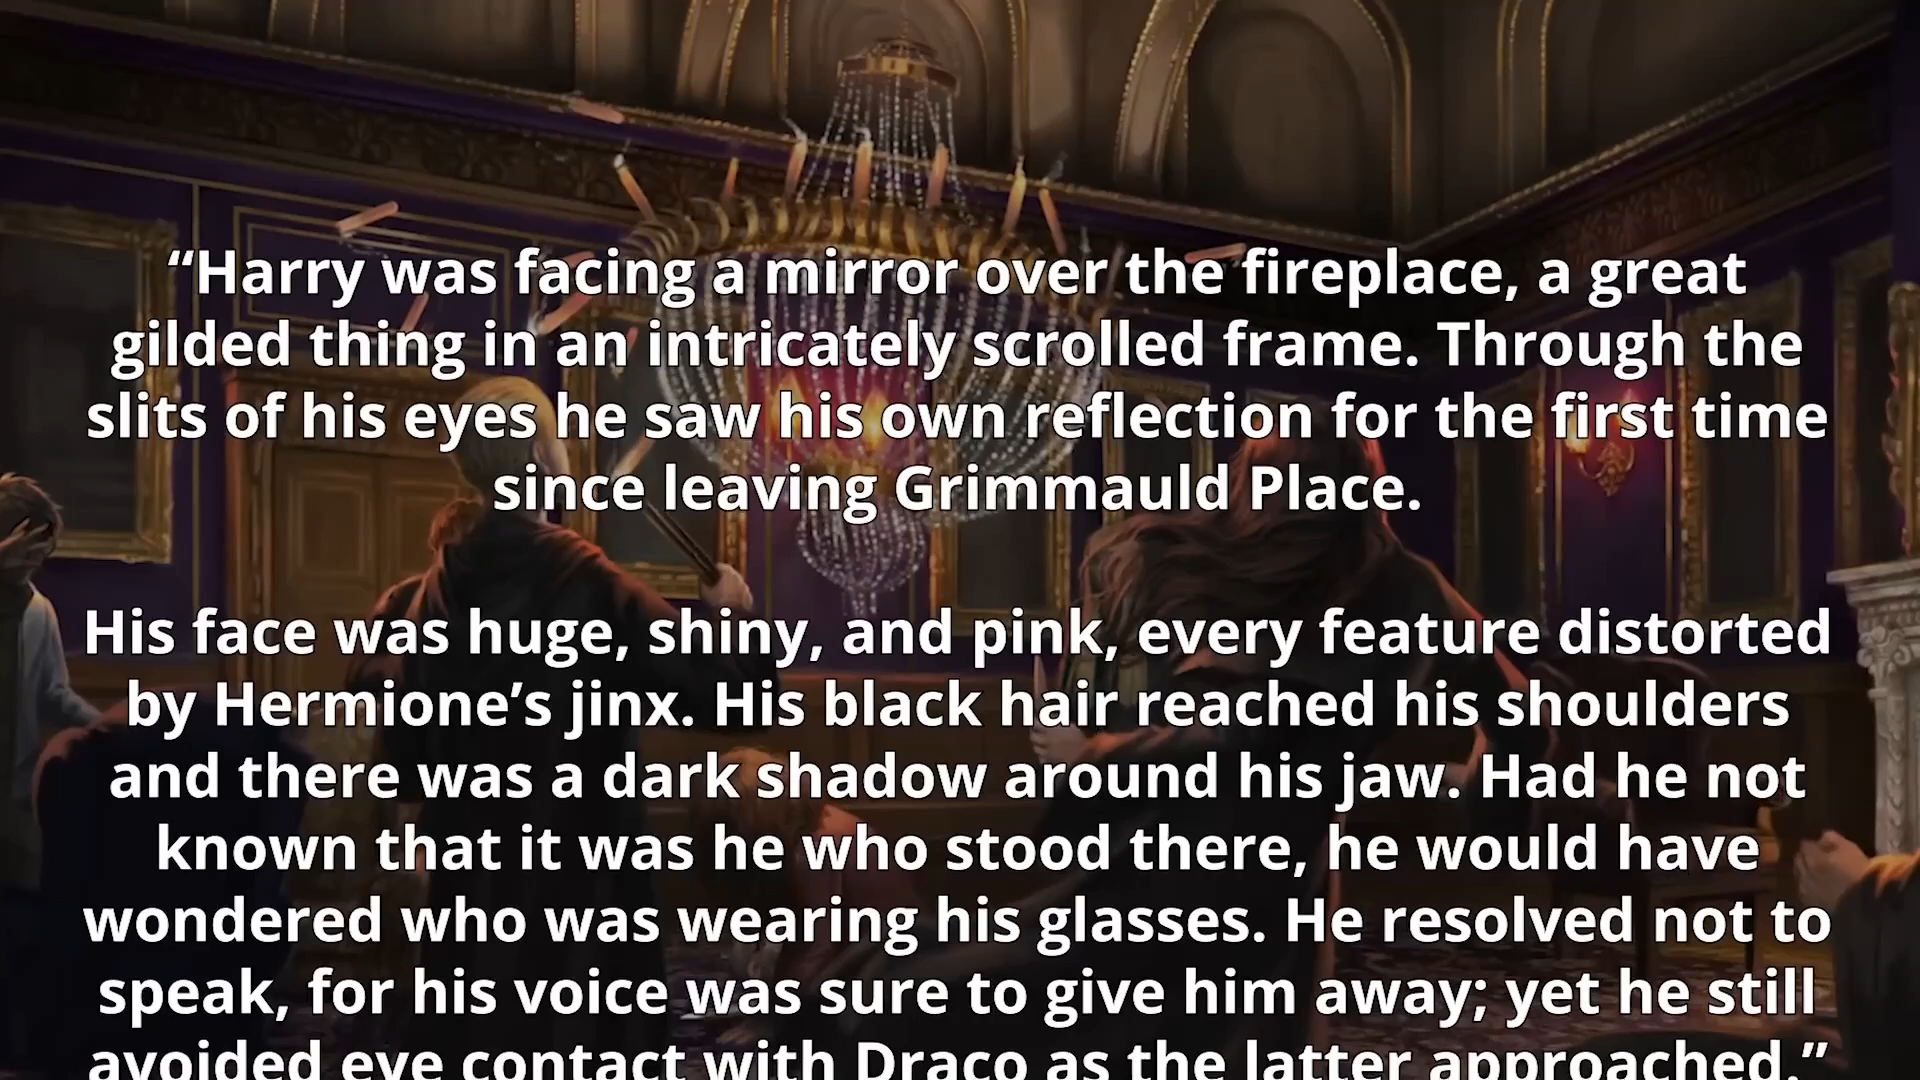 “Harry was facing a mirror over the fireplace, a great
gilded thing in an intricately scrolled frame. Through the
slits of his eyes he saw his own reflection for the first time
since leaving Grimmauld Place.
His face was huge, shiny, and pink, every feature distorted
by Hermione’s jinx. His black hair reached his shoulders
and there was a dark shadow around his jaw. Had he not
known that it was he who stood there, he would have
wondered who was wearing his glasses. He resolved not to
speak, for his voice was sure to give him away; yet he still
avoided eye contact with Draco as the latter approached.”